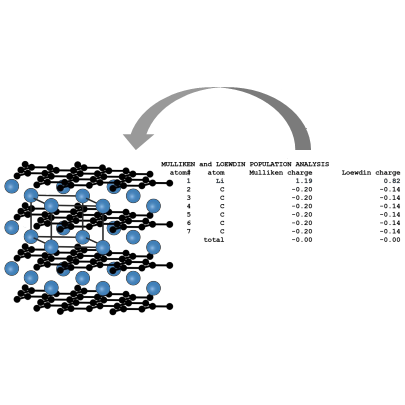 MULLIKEN and LOEWDIN POPULATION ANALYSIS
atom# atom Mulliken charge Loewdin charge
1 Li 1.19 0.82
2 C -0.20 -0.14
3 C -0.20 -0.14
4 C -0.20 -0.14
5 C -0.20 -0.14
6 C -0.20 -0.14
7 C -0.20 -0.14
total -0.00 -0.00